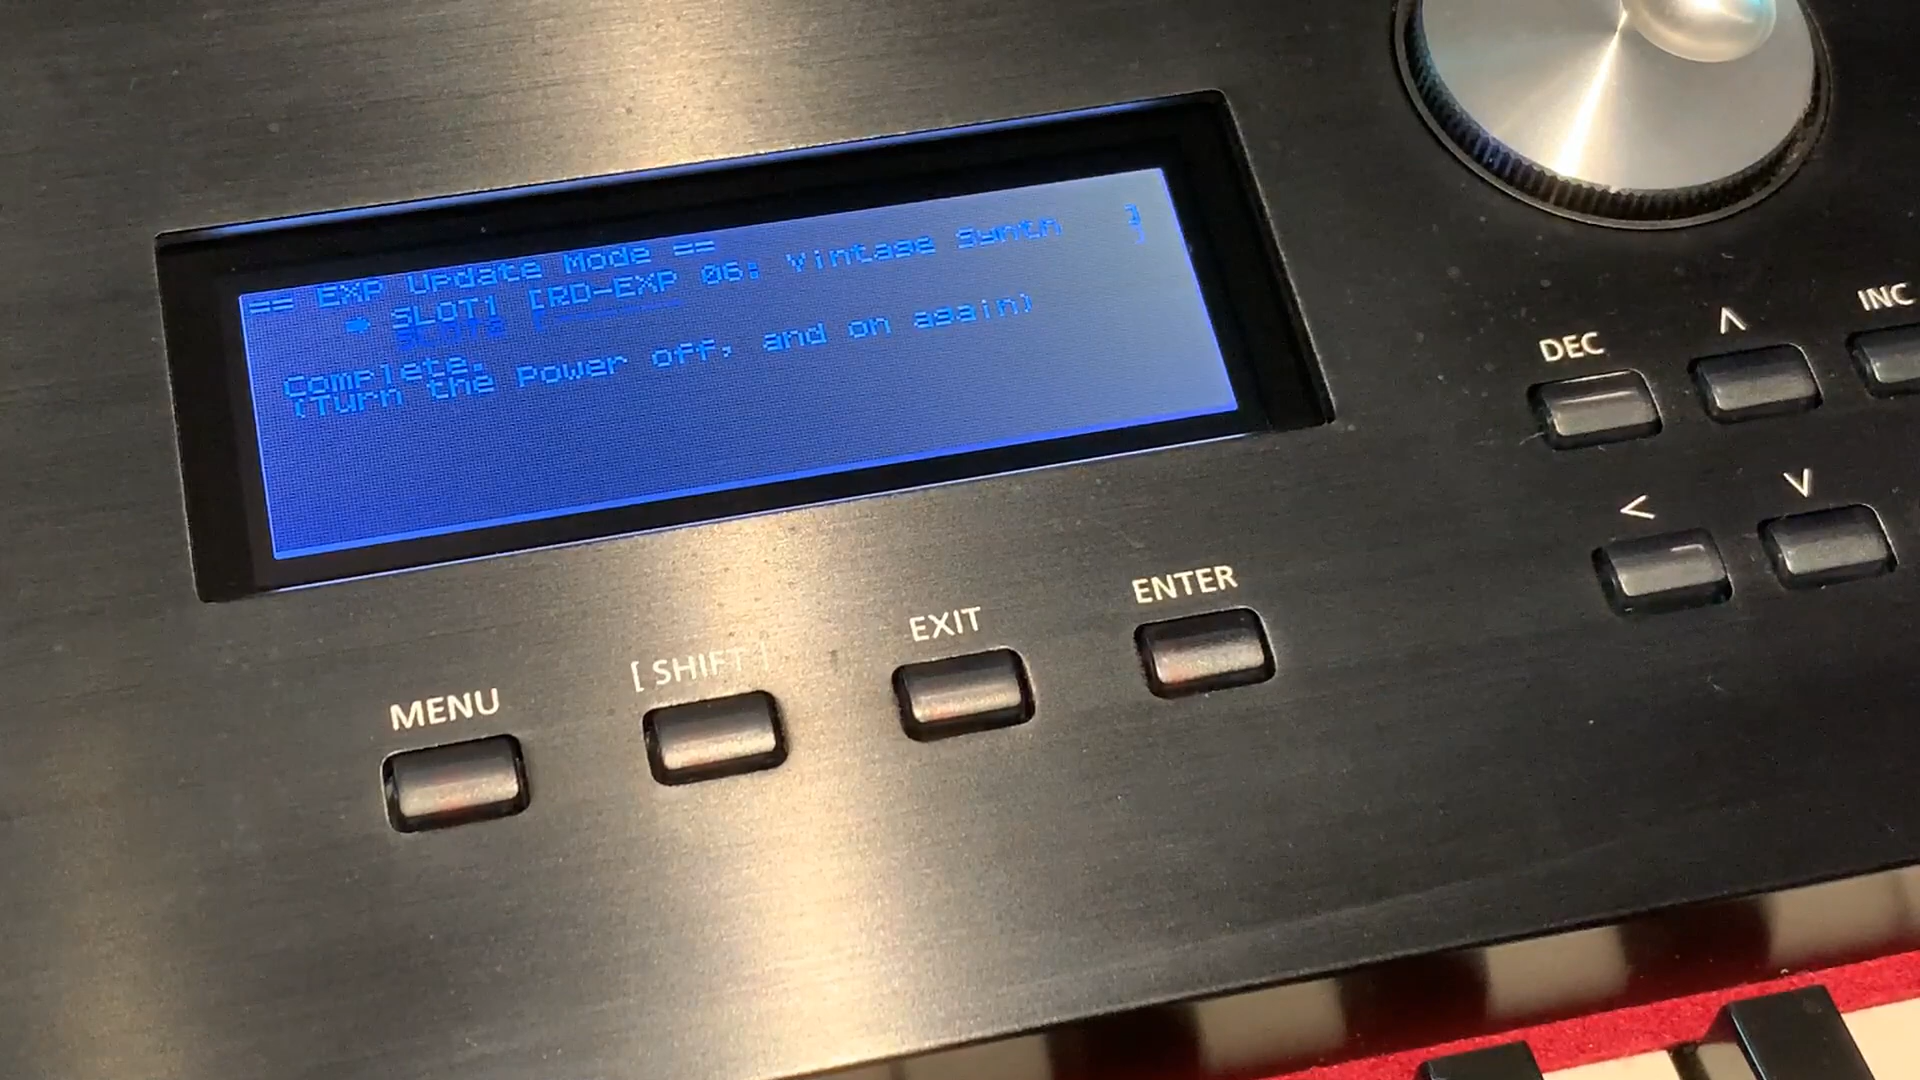 == EXP Update Mode ==
SLOT1 [RD-EXP 06: Vintage Synth ]
Complete.
(Turn the Power off, and on again)
DEC
INC
MENU
[ SHIFT ]
EXIT
ENTER